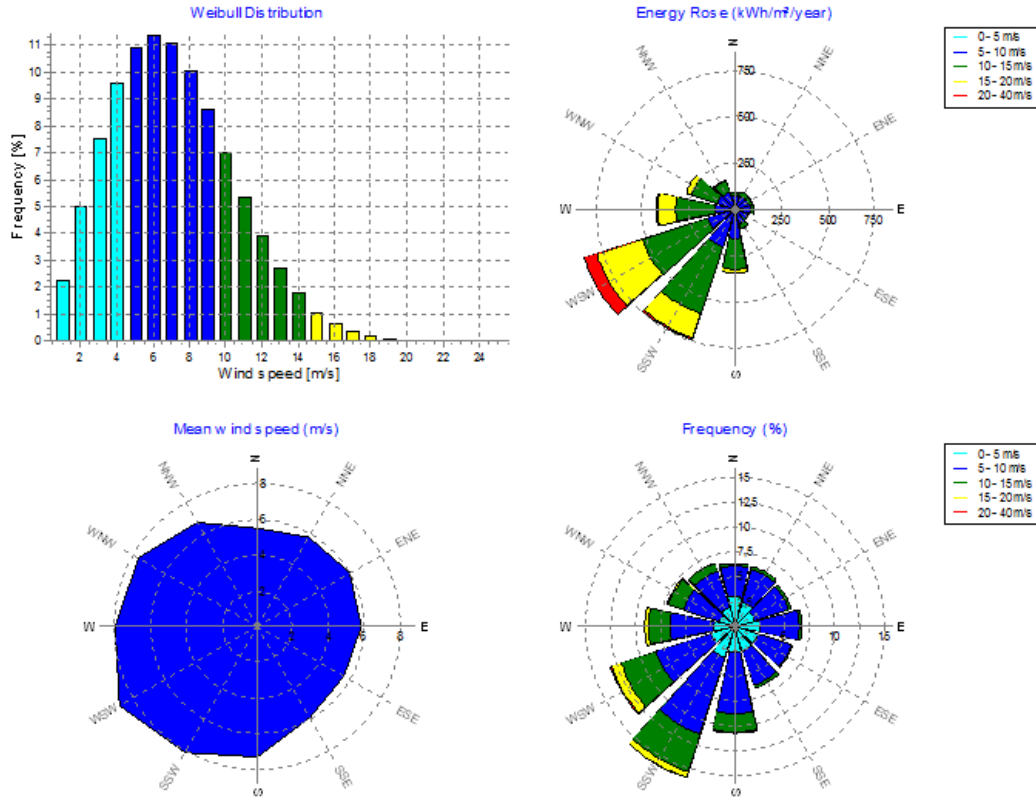 Weibull Distribution
Frequency [%]
11
10
9
8
7
6
5
4
3
2
1
0
2 4 6 8 10 12 14 16 18 20 22 24
Wind speed [m/s]
Energy Rose (kWh/m²/year)
N
NNE
ENE
E
ESE
SSE
S
SSW
WSW
W
WNW
NNW
750
500
250
250 500 750
0- 5 m/s
5- 10 m/s
10- 15 m/s
15- 20 m/s
20- 40 m/s
Mean wind speed (m/s)
N
NNE
ENE
E
ESE
SSE
S
SSW
WSW
W
WNW
NNW
8
6
4
2
2 4 6 8
Frequency (%)
N
NNE
ENE
E
ESE
SSE
S
SSW
WSW
W
WNW
NNW
15
12,5
10
7,5
10 15
0- 5 m/s
5- 10 m/s
10- 15 m/s
15- 20 m/s
20- 40 m/s